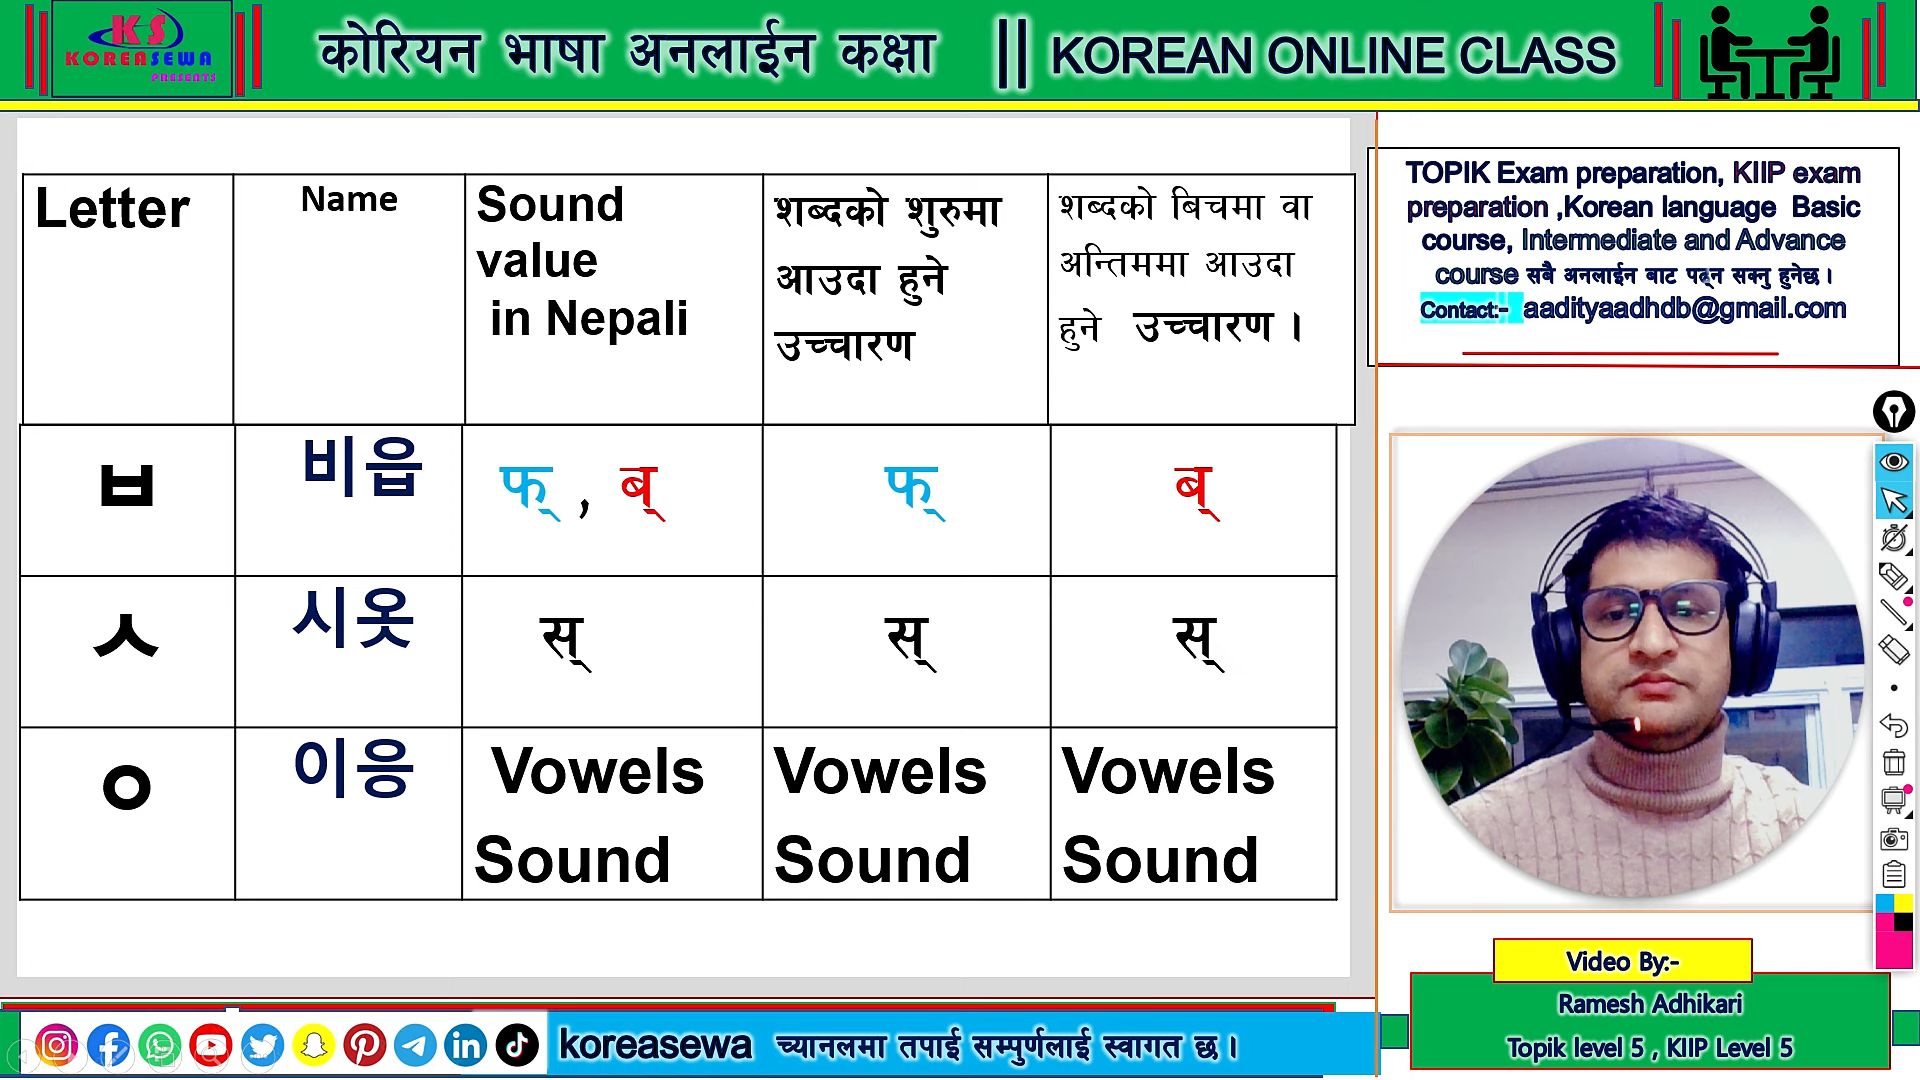 KS
KOREASEWA
PRESENTS
कोरियन भाषा अनलाईन कक्षा || KOREAN ONLINE CLASS
Letter
Name
Sound
value
in Nepali
शब्दको शुरुमा
आउदा हुने
उच्चारण
शब्दको बिचमा वा
अन्तिममा आउदा
हुने उच्चारण ।
ㅂ
비읍
फ् , ब्
फ्
ब्
ㅅ
시옷
स्
स्
स्
ㅇ
이응
Vowels
Sound
Vowels
Sound
Vowels
Sound
TOPIK Exam preparation, KIIP exam
preparation ,Korean language Basic
course, Intermediate and Advance
course सबै अनलाईन बाट पढ्न सक्नु हुनेछ ।
Contact:- aadityaadhdb@gmail.com
Video By:-
Ramesh Adhikari
Topik level 5 , KIIP Level 5
koreasewa च्यानलमा तपाई सम्पुर्णलाई स्वागत छ ।